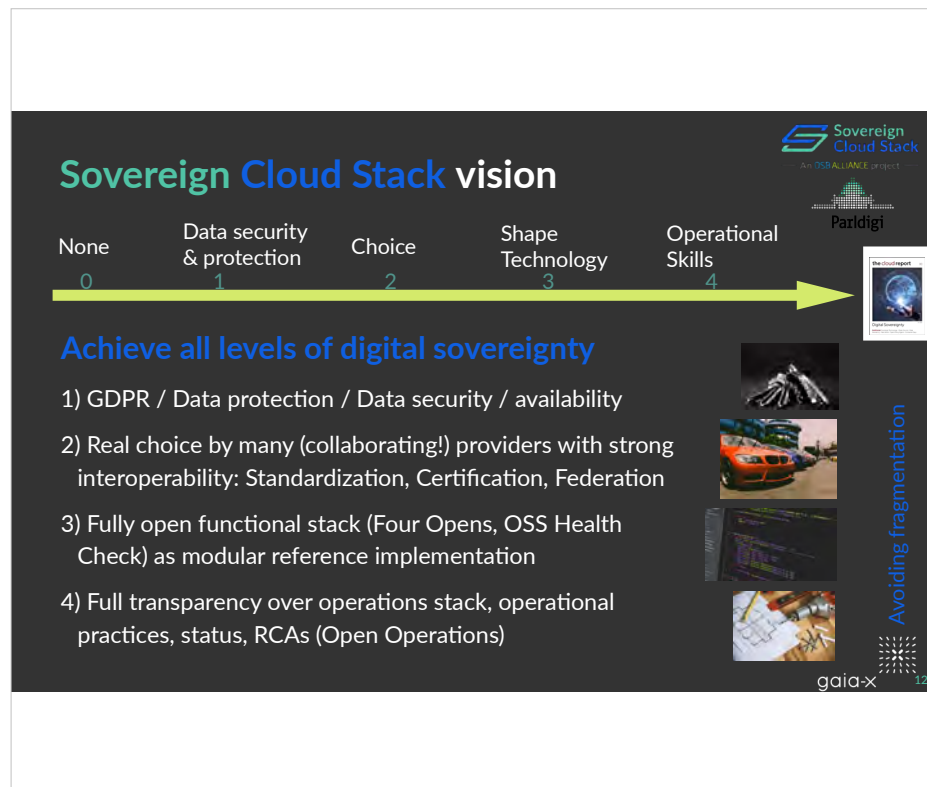 Sovereign
Cloud Stack
An OSB ALLIANCE project
Sovereign Cloud Stack vision
Parldigi
None
Data security
& protection
Choice
Shape
Technology
Operational
Skills
0
1
2
3
4
the cloud report
Digital Sovereignty
Achieve all levels of digital sovereignty
1) GDPR / Data protection / Data security / availability
2) Real choice by many (collaborating!) providers with strong
interoperability: Standardization, Certification, Federation
3) Fully open functional stack (Four Opens, OSS Health
Check) as modular reference implementation
4) Full transparency over operations stack, operational
practices, status, RCAs (Open Operations)
Avoiding fragmentation
gaia-x
12